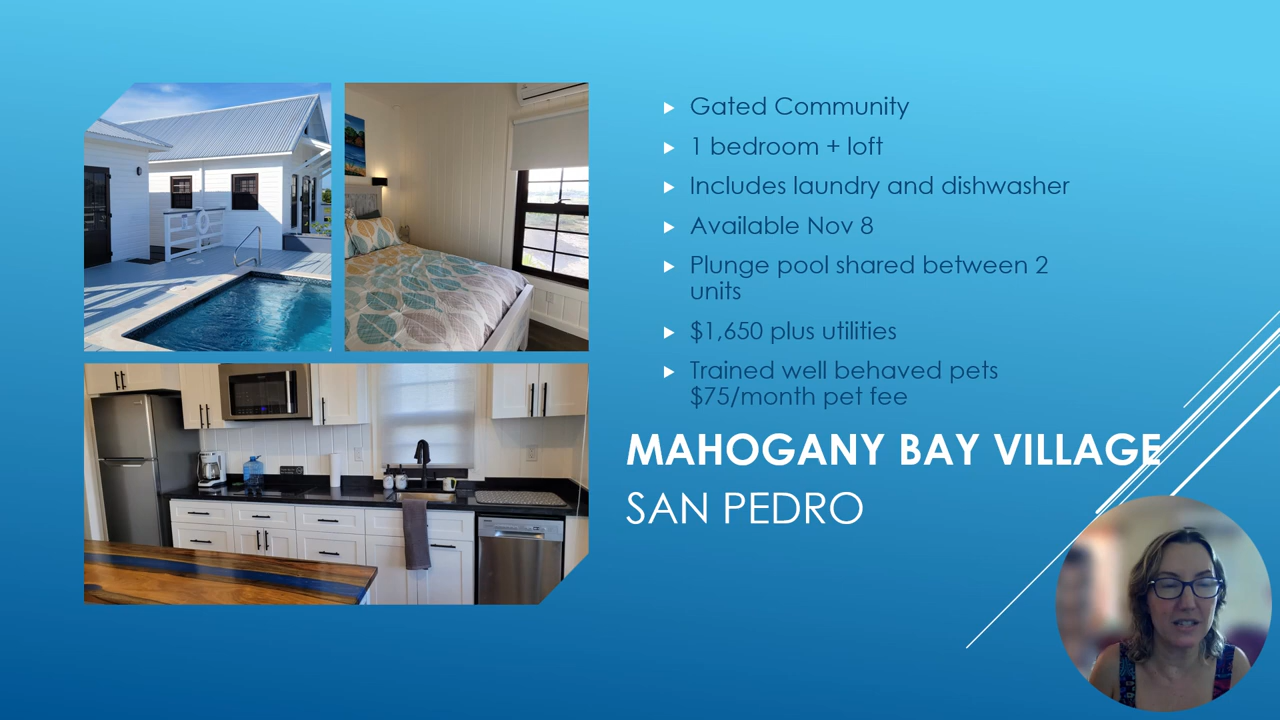 Gated Community
1 bedroom + loft
Includes laundry and dishwasher
Available Nov 8
Plunge pool shared between 2
units
$1,650 plus utilities
Trained well behaved pets
$75/month pet fee
MAHOGANY BAY VILLAGE
SAN PEDRO